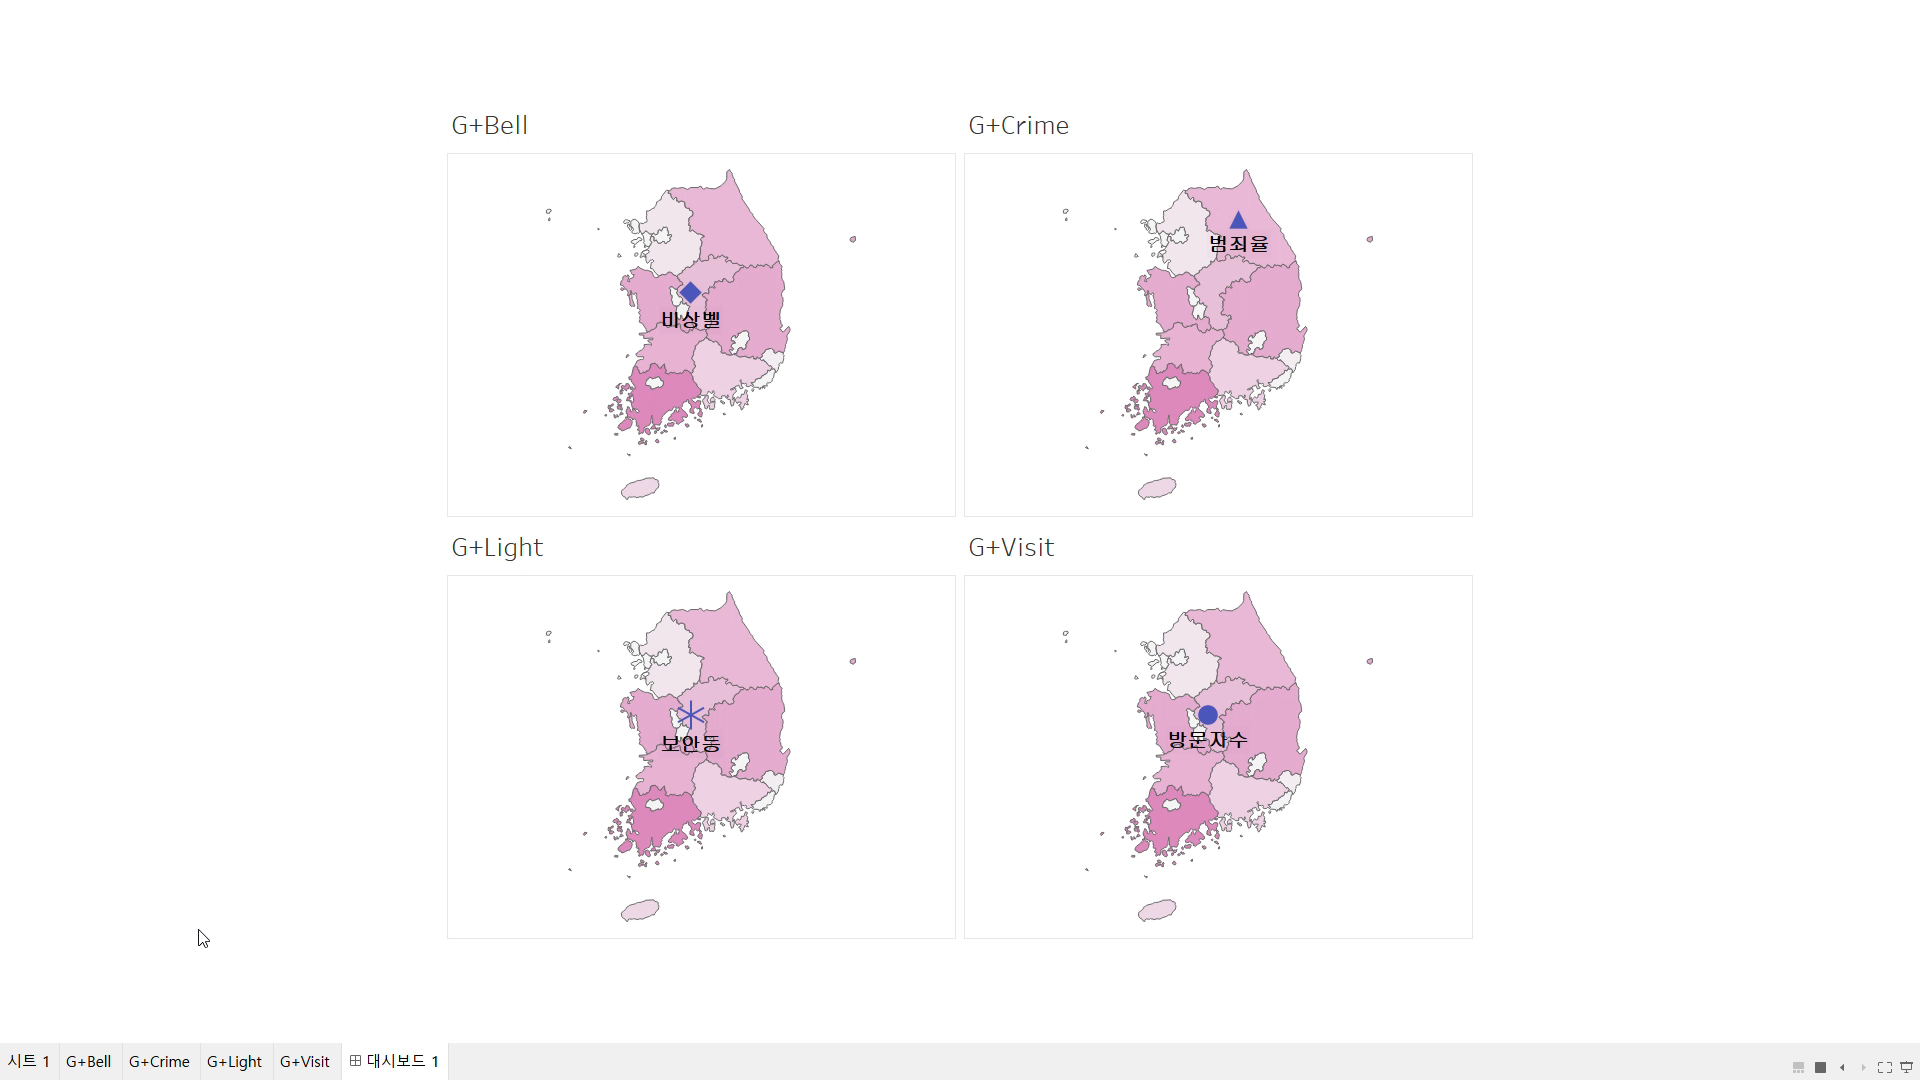 G+Bell
G+Crime
비상벨
범죄율
G+Light
G+Visit
보안등
방문자수
시트 1
G+Bell
G+Crime
G+Light
G+Visit
대시보드 1